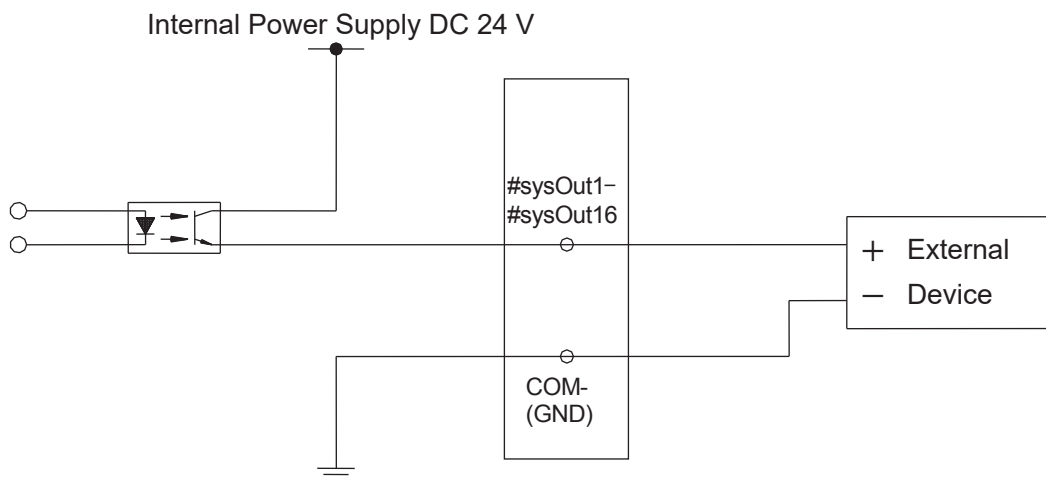 Internal Power Supply DC 24 V
#sysOut1-
#sysOut16
+ External
− Device
COM-
(GND)